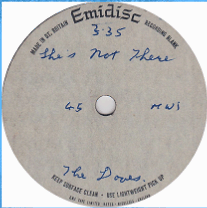 Emidisc
MADE IN GT. BRITAIN
RECORDING BLANK
3.35
She's Not There
45
The Doves.
KEEP SURFACE CLEAN - USE LIGHTWEIGHT PICK UP